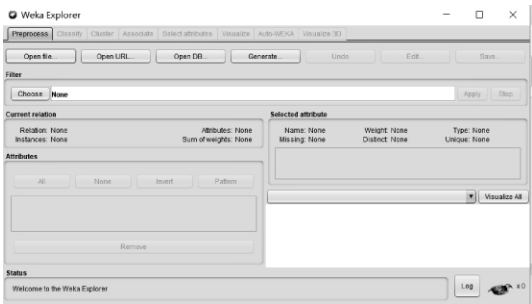 Weka Explorer
Preprocess Classify Cluster Associate Select attributes Visualize Auto-WEKA Visualize 3D
Open file... Open URL... Open DB... Generate... Undo Edit... Save...
Filter
Choose None Apply Stop
Current relation
Relation: None Attributes: None
Instances: None Sum of weights: None
Selected attribute
Name: None Weight: None Type: None
Missing: None Distinct: None Unique: None
Attributes
All None Invert Pattern
Remove
Visualize All
Status
Welcome to the Weka Explorer
Log x 0